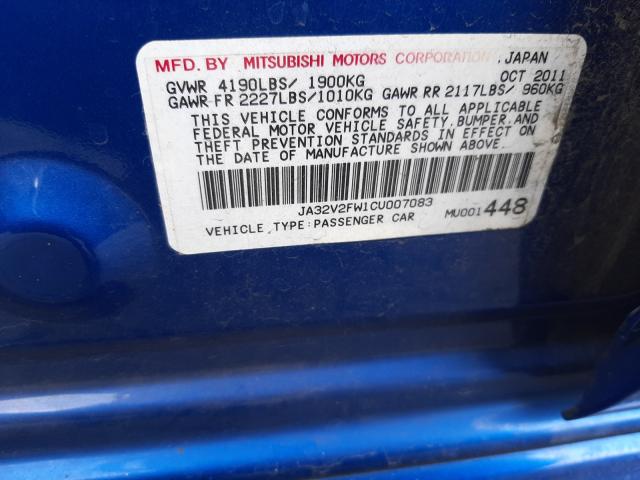 MFD. BY MITSUBISHI MOTORS CORPORATION, JAPAN
GVWR 4190LBS/ 1900KG OCT 2011
GAWR FR 2227LBS/1010KG GAWR RR 2117LBS/ 960KG
THIS VEHICLE CONFORMS TO ALL APPLICABLE
FEDERAL MOTOR VEHICLE SAFETY, BUMPER, AND
THEFT PREVENTION STANDARDS IN EFFECT ON
THE DATE OF MANUFACTURE SHOWN ABOVE.
JA32V2FW1CU007083
VEHICLE TYPE: PASSENGER CAR MU001448